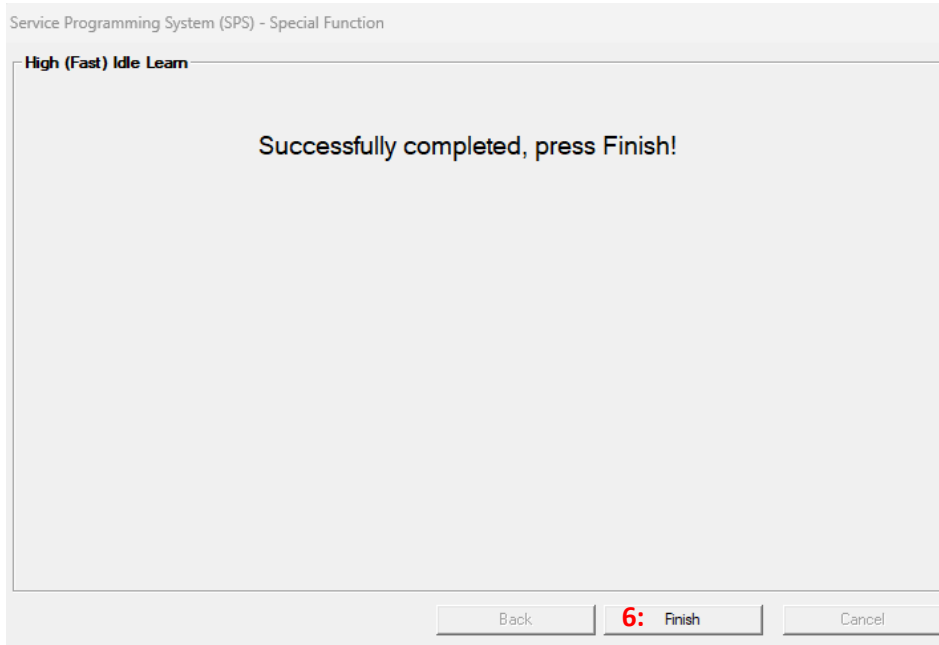 Service Programming System (SPS) - Special Function
High (Fast) Idle Learn
Successfully completed, press Finish!
Back 6: Finish Cancel